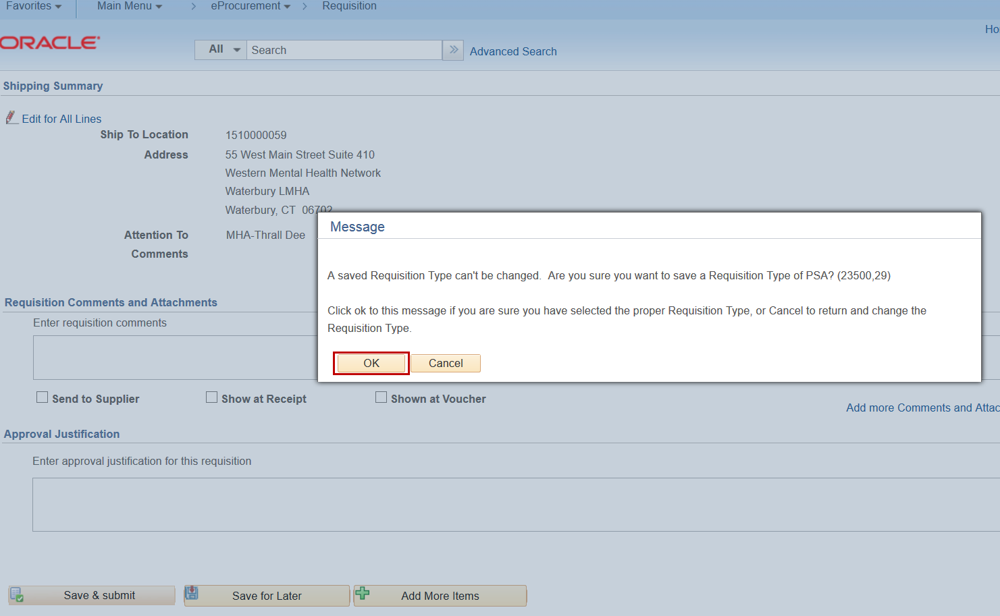 Favorites Main Menu eProcurement Requisition
Ho
ORACLE
All Search Advanced Search
Shipping Summary
Edit for All Lines
Ship To Location 1510000059
Address 55 West Main Street Suite 410
Western Mental Health Network
Waterbury LMHA
Waterbury, CT 06702
Attention To MHA-Thrall Dee
Comments
Message
A saved Requisition Type can't be changed. Are you sure you want to save a Requisition Type of PSA? (23500,29)
Click ok to this message if you are sure you have selected the proper Requisition Type, or Cancel to return and change the
Requisition Type.
OK Cancel
Requisition Comments and Attachments
Enter requisition comments
Send to Supplier Show at Receipt Shown at Voucher
Add more Comments and Attac
Approval Justification
Enter approval justification for this requisition
Save & submit Save for Later Add More Items